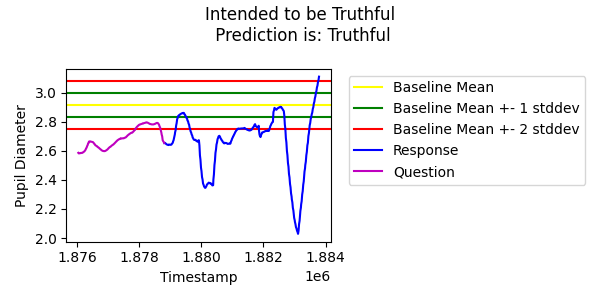 Intended to be Truthful
Prediction is: Truthful
Pupil Diameter
3.0
2.8
2.6
2.4
2.2
2.0
1.876
1.878
1.880
1.882
1.884
1e6
Timestamp
Baseline Mean
Baseline Mean +- 1 stddev
Baseline Mean +- 2 stddev
Response
Question